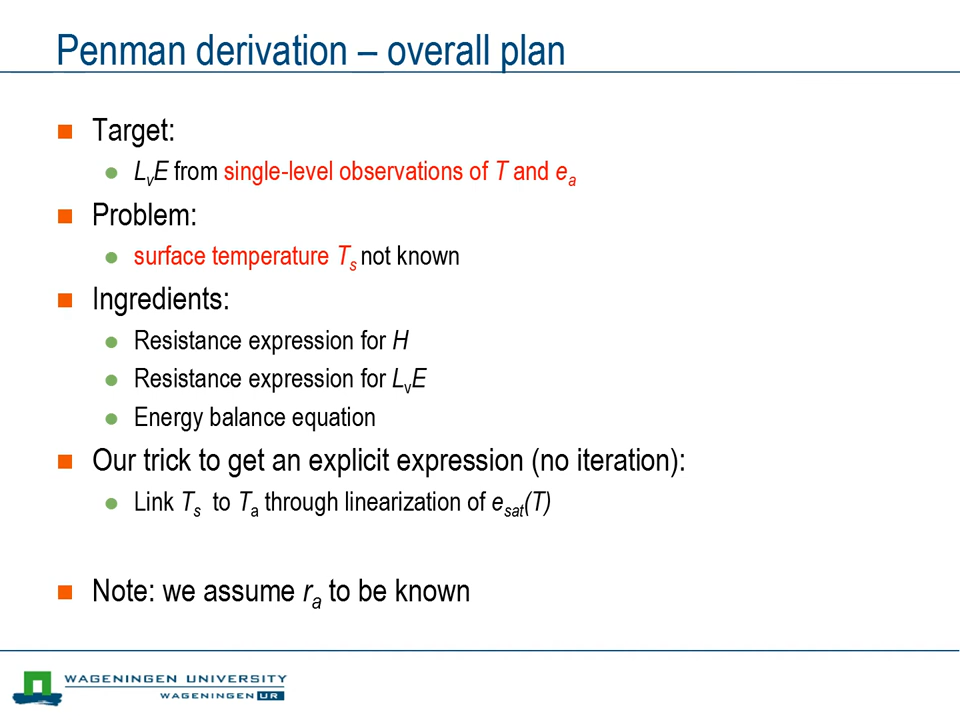 Penman derivation – overall plan
Target:
LvE from single-level observations of T and ea
Problem:
surface temperature Ts not known
Ingredients:
Resistance expression for H
Resistance expression for LvE
Energy balance equation
Our trick to get an explicit expression (no iteration):
Link Ts to Ta through linearization of esat(T)
Note: we assume ra to be known
WAGENINGEN UNIVERSITY
WAGENINGEN UR